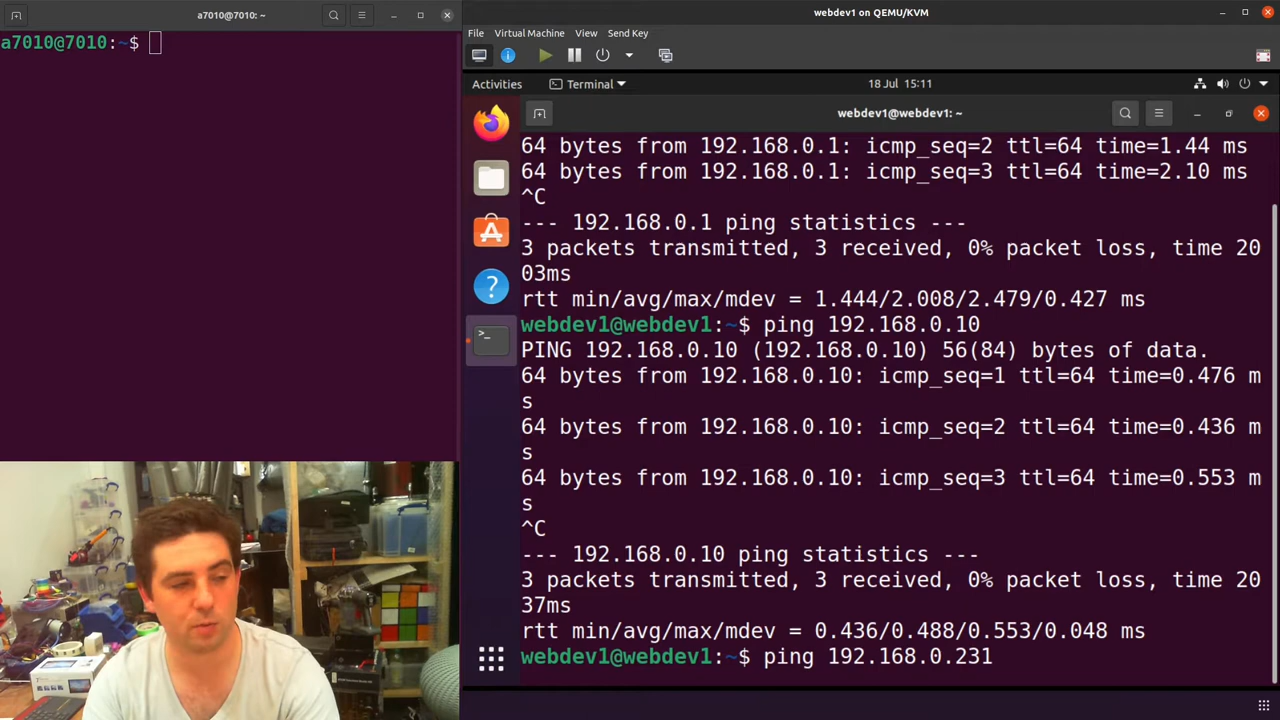 a7010@7010: ~
a7010@7010:~$
webdev1 on QEMU/KVM
File Virtual Machine View Send Key
Activities Terminal 18 Jul 15:11
webdev1@webdev1: ~
64 bytes from 192.168.0.1: icmp_seq=2 ttl=64 time=1.44 ms
64 bytes from 192.168.0.1: icmp_seq=3 ttl=64 time=2.10 ms
^C
--- 192.168.0.1 ping statistics ---
3 packets transmitted, 3 received, 0% packet loss, time 20
03ms
rtt min/avg/max/mdev = 1.444/2.008/2.479/0.427 ms
webdev1@webdev1:~$ ping 192.168.0.10
PING 192.168.0.10 (192.168.0.10) 56(84) bytes of data.
64 bytes from 192.168.0.10: icmp_seq=1 ttl=64 time=0.476 m
s
64 bytes from 192.168.0.10: icmp_seq=2 ttl=64 time=0.436 m
s
64 bytes from 192.168.0.10: icmp_seq=3 ttl=64 time=0.553 m
s
^C
--- 192.168.0.10 ping statistics ---
3 packets transmitted, 3 received, 0% packet loss, time 20
37ms
rtt min/avg/max/mdev = 0.436/0.488/0.553/0.048 ms
webdev1@webdev1:~$ ping 192.168.0.231